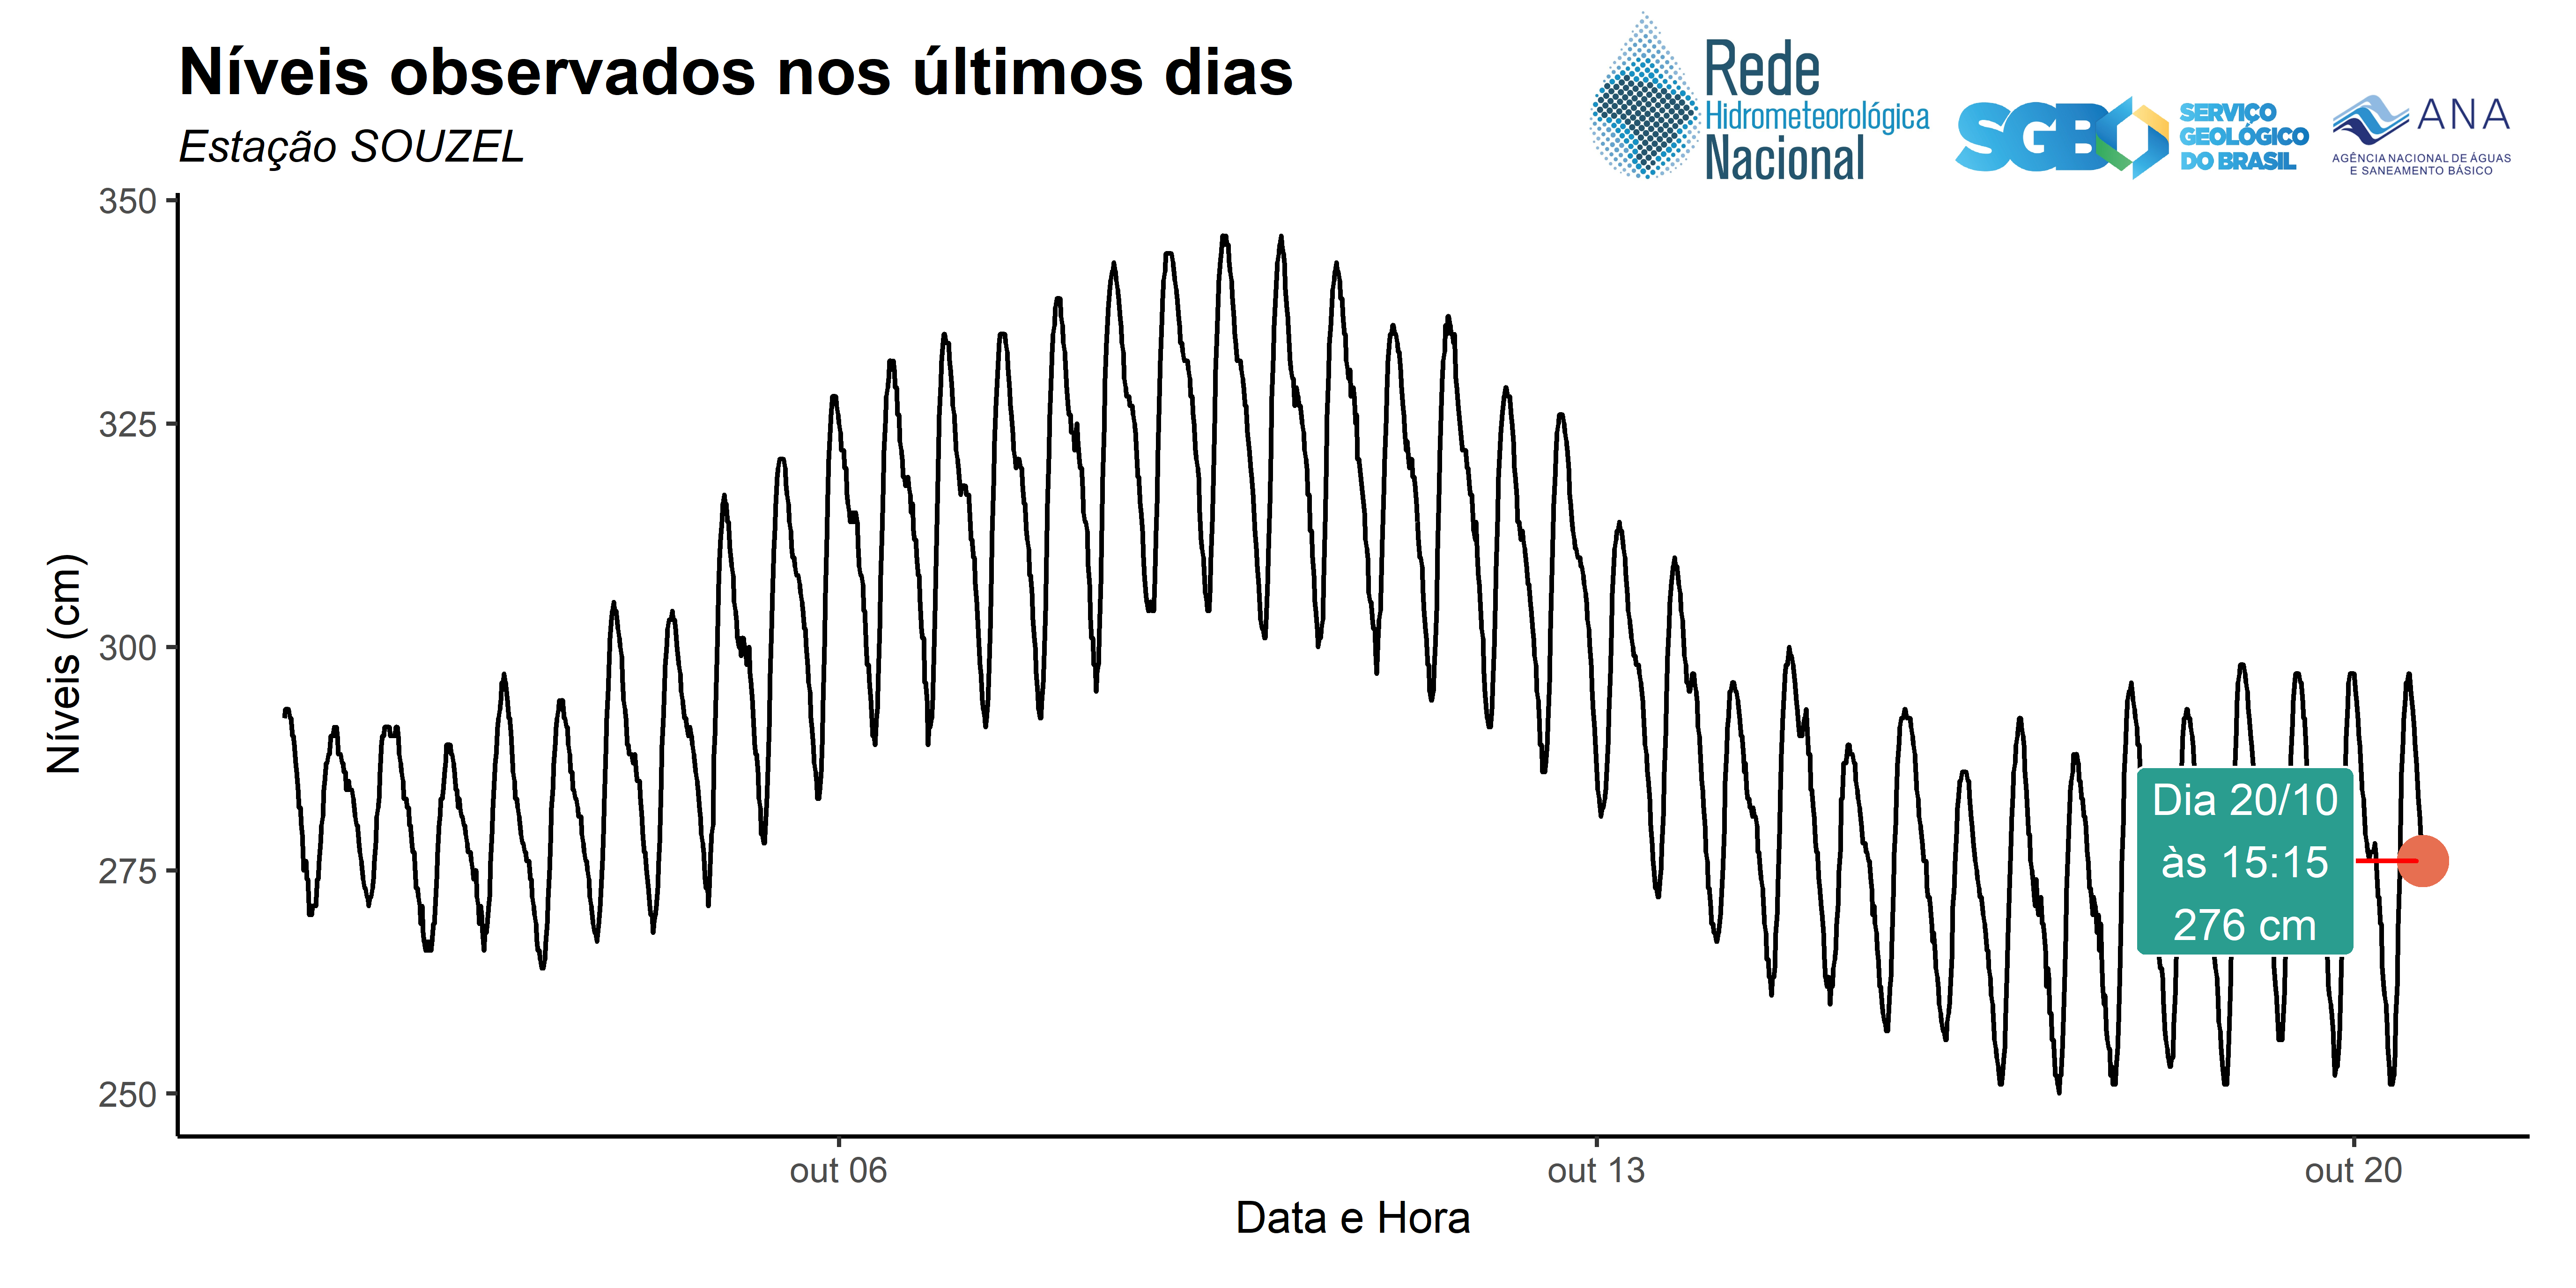 Níveis observados nos últimos dias
Estação SOUZEL
Rede
Hidrometeorológica
Nacional
SGB
SERVIÇO
GEOLÓGICO
DO BRASIL
ANA
AGÊNCIA NACIONAL DE ÁGUAS
E SANEAMENTO BÁSICO
350
325
300
275
250
Níveis (cm)
Dia 20/10
às 15:15
276 cm
out 06
out 13
out 20
Data e Hora